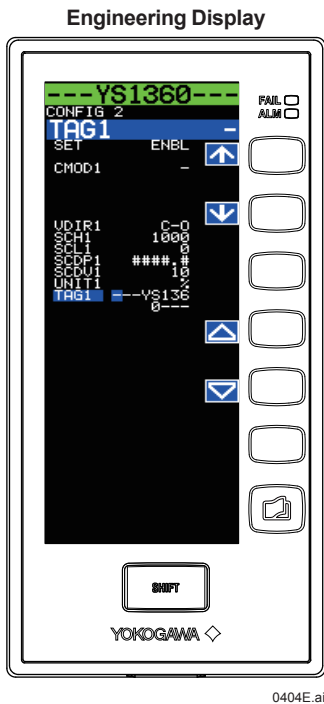 Engineering Display
---YS1360---
FAIL
ALM
CONFIG 2
TAG1 -
SET ENBL
CMOD1 -
VDIR1 C-O
SCH1 1000
SCL1 0
SCDP1 ####.#
SCDV1 10
UNIT1 %
TAG1 ---YS136
0---
SHIFT
YOKOGAWA
0404E.ai